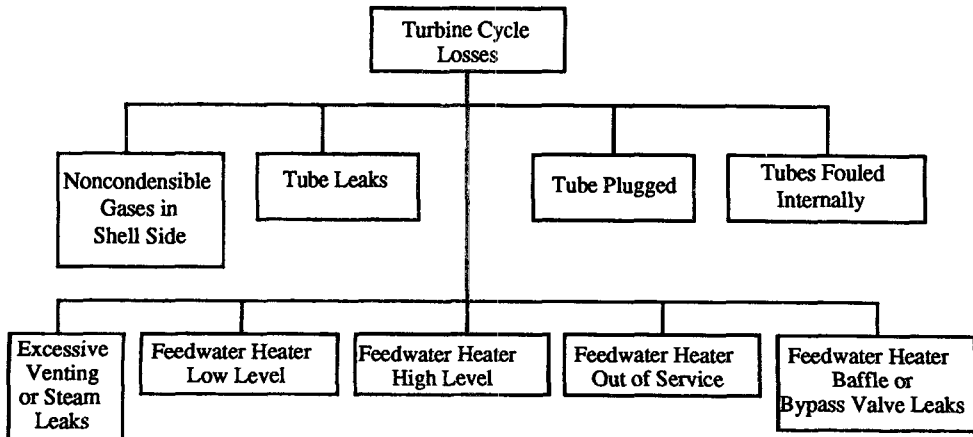 Turbine Cycle
Losses
Noncondensible
Gases in
Shell Side
Tube Leaks
Tube Plugged
Tubes Fouled
Internally
Excessive
Venting
or Steam
Leaks
Feedwater Heater
Low Level
Feedwater Heater
High Level
Feedwater Heater
Out of Service
Feedwater Heater
Baffle or
Bypass Valve Leaks